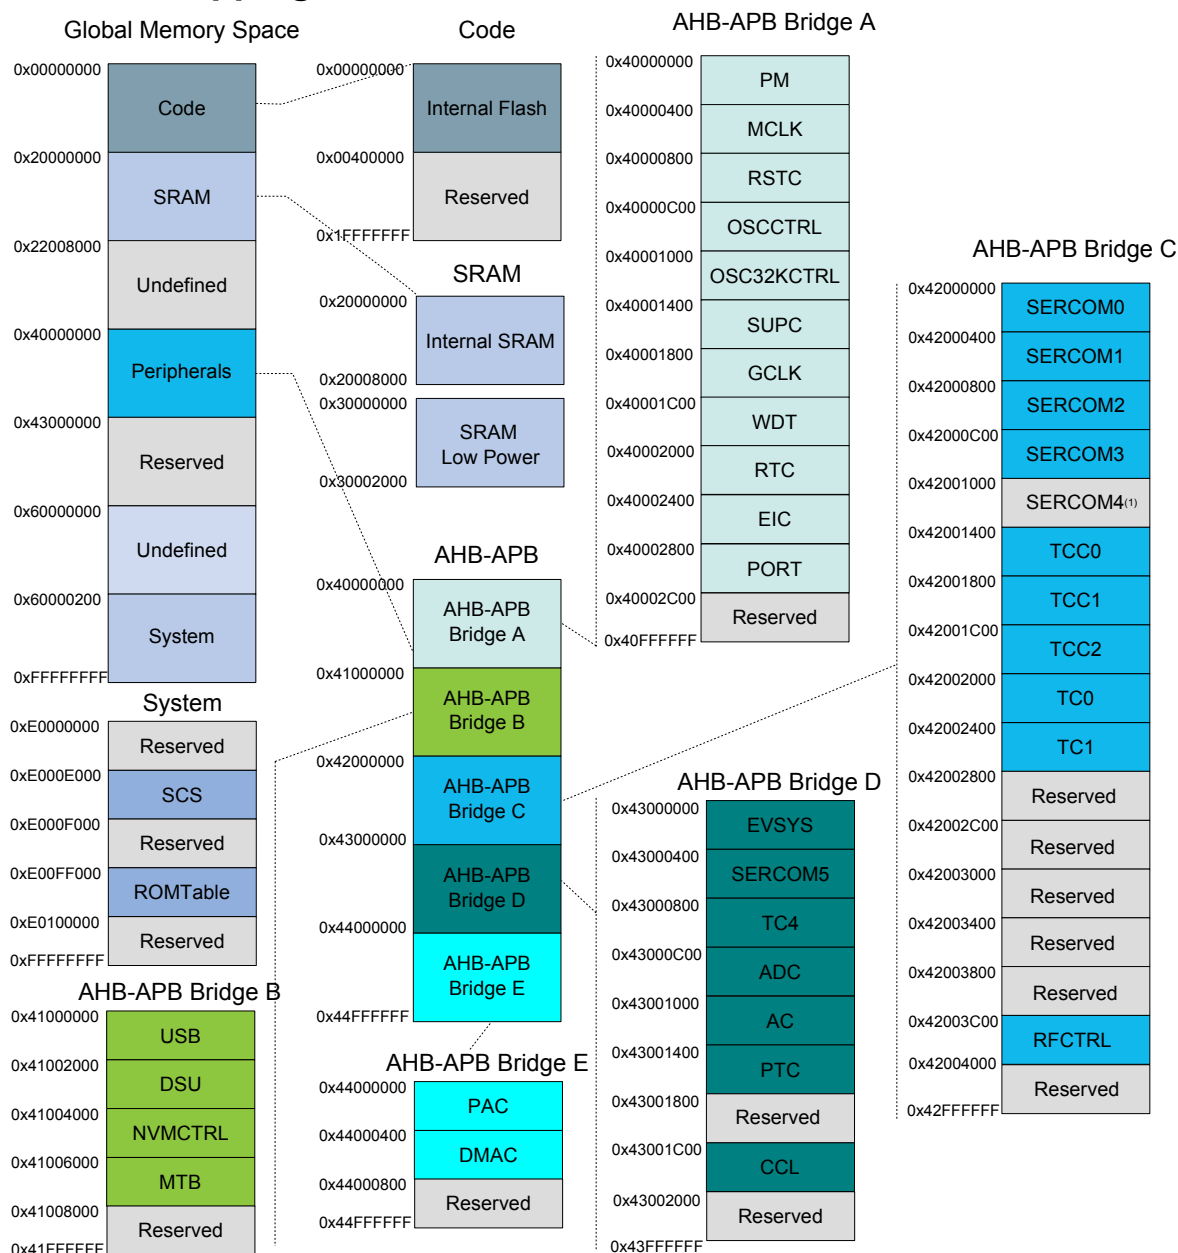 Global Memory Space
0x00000000
Code
0x20000000
SRAM
0x22008000
Undefined
0x40000000
Peripherals
0x43000000
Reserved
0x60000000
Undefined
0x60000200
System
0xFFFFFFFF
System
0xE0000000
Reserved
0xE000E000
SCS
0xE000F000
Reserved
0xE00FF000
ROMTable
0xE0100000
Reserved
0xFFFFFFFF
AHB-APB Bridge B
0x41000000
USB
0x41002000
DSU
0x41004000
NVMCTRL
0x41006000
MTB
0x41008000
Reserved
0x41FFFFFF
Code
0x00000000
Internal Flash
0x00400000
Reserved
0x1FFFFFFF
SRAM
0x20000000
Internal SRAM
0x20008000
0x30000000
SRAM
Low Power
0x30002000
AHB-APB
0x40000000
AHB-APB
Bridge A
0x41000000
AHB-APB
Bridge B
0x42000000
AHB-APB
Bridge C
0x43000000
AHB-APB
Bridge D
0x44000000
AHB-APB
Bridge E
0x44FFFFFF
AHB-APB Bridge E
0x44000000
PAC
0x44000400
DMAC
0x44000800
Reserved
0x44FFFFFF
AHB-APB Bridge A
0x40000000
PM
0x40000400
MCLK
0x40000800
RSTC
0x40000C00
OSCCTRL
0x40001000
OSC32KCTRL
0x40001400
SUPC
0x40001800
GCLK
0x40001C00
WDT
0x40002000
RTC
0x40002400
EIC
0x40002800
PORT
0x40002C00
Reserved
0x40FFFFFF
AHB-APB Bridge D
0x43000000
EVSYS
0x43000400
SERCOM5
0x43000800
TC4
0x43000C00
ADC
0x43001000
AC
0x43001400
PTC
0x43001800
Reserved
0x43001C00
CCL
0x43002000
Reserved
0x43FFFFFF
AHB-APB Bridge C
0x42000000
SERCOM0
0x42000400
SERCOM1
0x42000800
SERCOM2
0x42000C00
SERCOM3
0x42001000
SERCOM4(1)
0x42001400
TCC0
0x42001800
TCC1
0x42001C00
TCC2
0x42002000
TC0
0x42002400
TC1
0x42002800
Reserved
0x42002C00
Reserved
0x42003000
Reserved
0x42003400
Reserved
0x42003800
Reserved
0x42003C00
RFCTRL
0x42004000
Reserved
0x42FFFFFF